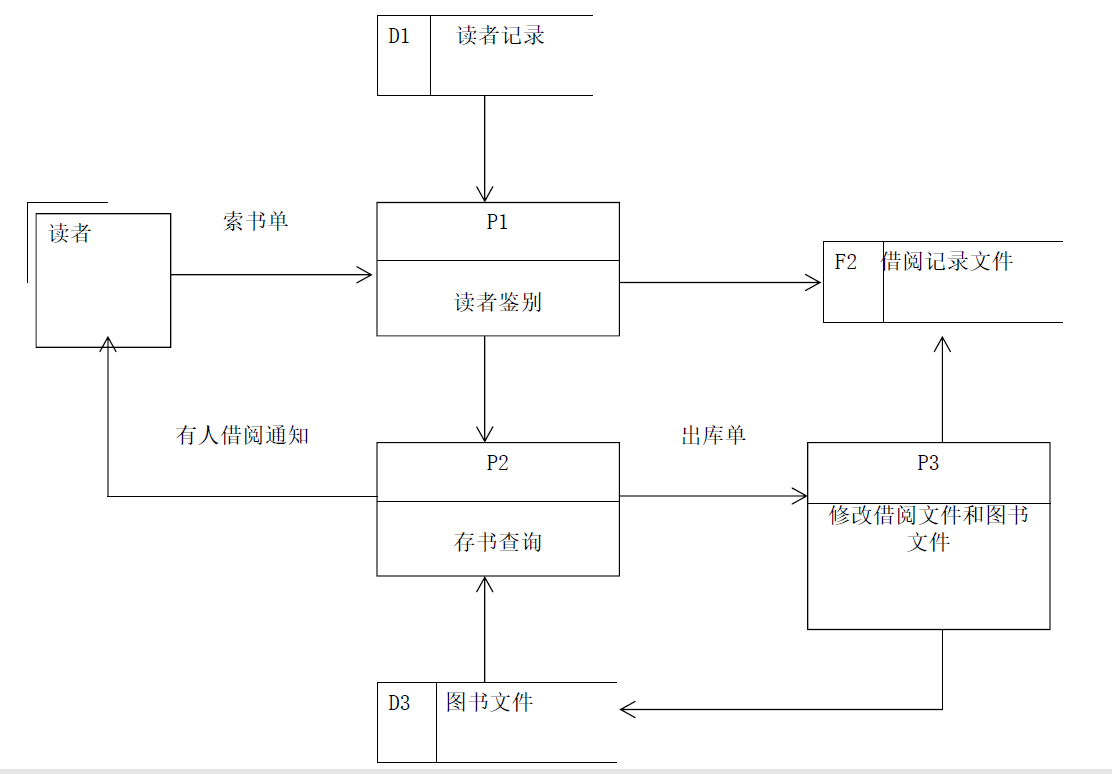 D1 读者记录
读者
索书单
P1
读者鉴别
F2 借阅记录文件
有人借阅通知
P2
存书查询
出库单
P3
修改借阅文件和图书
文件
D3 图书文件